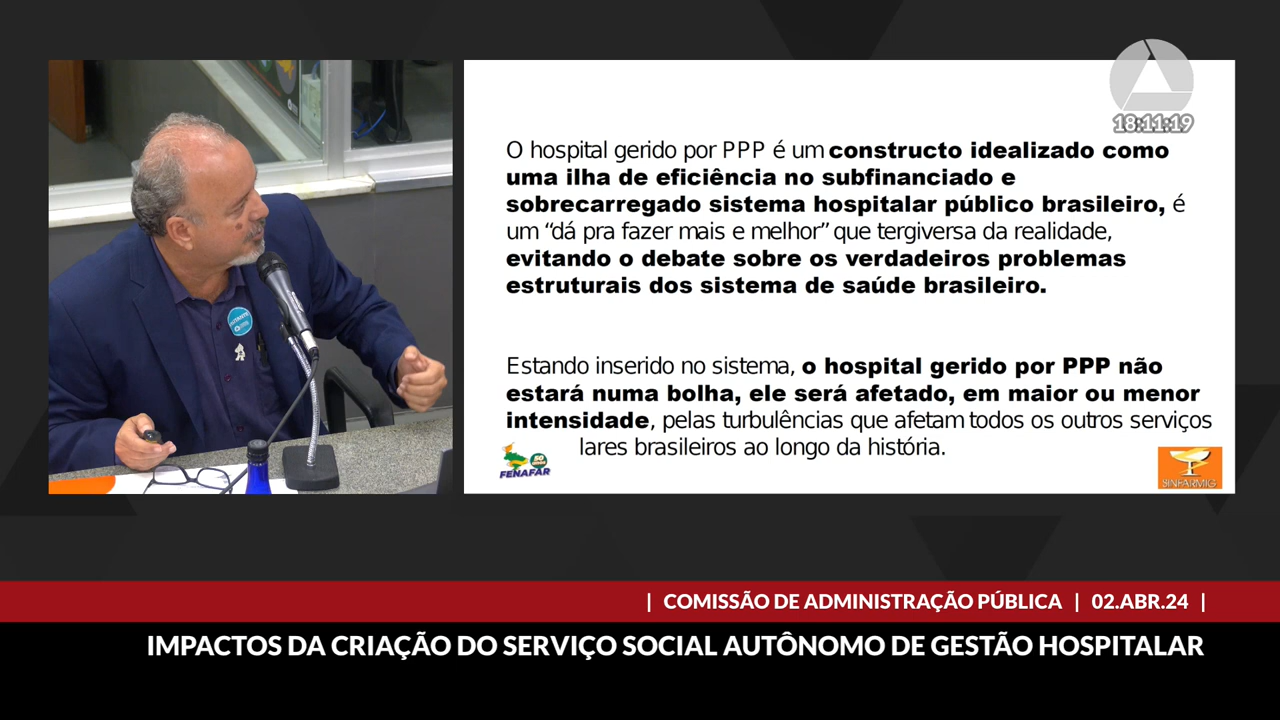 18:11:19
O hospital gerido por PPP é um constructo idealizado como
uma ilha de eficiência no subfinanciado e
sobrecarregado sistema hospitalar público brasileiro, é
um “dá pra fazer mais e melhor” que tergiversa da realidade,
evitando o debate sobre os verdadeiros problemas
estruturais dos sistema de saúde brasileiro.
Estando inserido no sistema, o hospital gerido por PPP não
estará numa bolha, ele será afetado, em maior ou menor
intensidade, pelas turbulências que afetam todos os outros serviços
lares brasileiros ao longo da história.
50
FENAFAR
SINFARMIG
| COMISSÃO DE ADMINISTRAÇÃO PÚBLICA | 02.ABR.24 |
IMPACTOS DA CRIAÇÃO DO SERVIÇO SOCIAL AUTÔNOMO DE GESTÃO HOSPITALAR